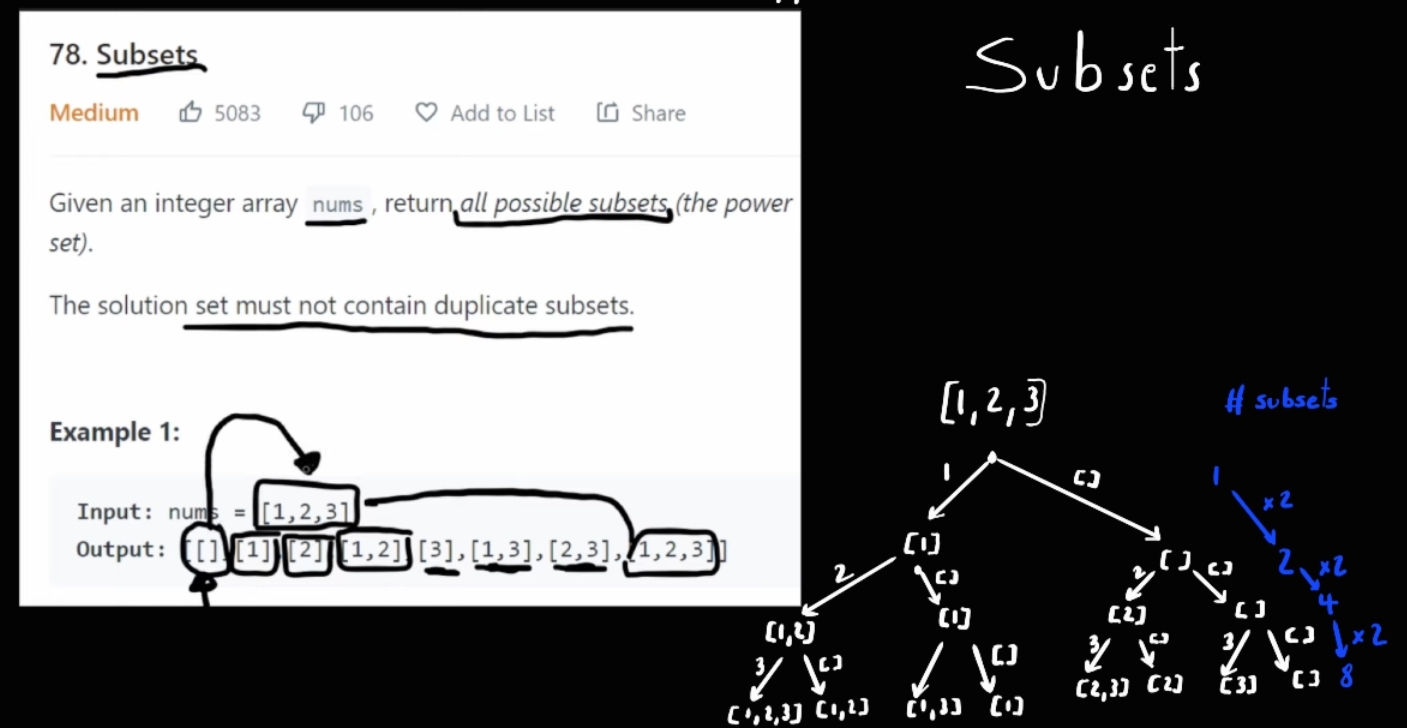 78. Subsets
Medium 5083 106 Add to List Share
Given an integer array nums, return all possible subsets (the power
set).
The solution set must not contain duplicate subsets.
Example 1:
Input: nums = [1,2,3]
Output: [[],[1],[2],[1,2],[3],[1,3],[2,3],[1,2,3]]
Subsets
[1,2,3]
# subsets
1 []
1 ×2
[1] [] 2 ×2
2 [] 2 []
[1,2] [1] [2] [] 4
3 [] [] 3 [] 3 [] ×2
[1,2,3] [1,2] [1,3] [1] [2,3] [2] [3] [] 8